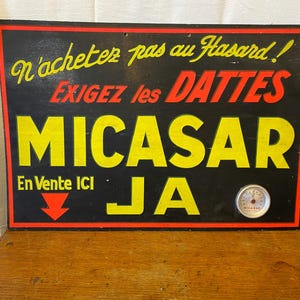 N'achetez pas au Hasard !
EXIGEZ les DATTES
MICASAR
En Vente ICI
JA